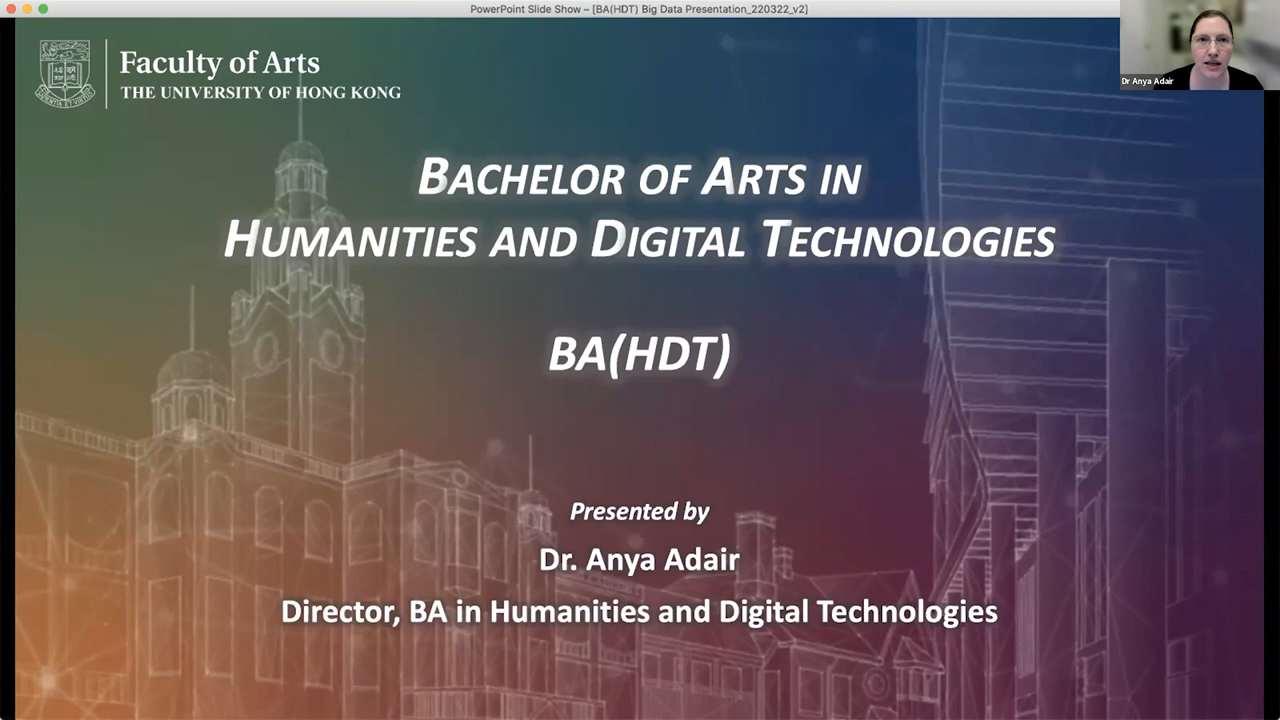 PowerPoint Slide Show – [BA(HDT) Big Data Presentation_220322_v2]
Faculty of Arts
THE UNIVERSITY OF HONG KONG
Dr Anya Adair
BACHELOR OF ARTS IN
HUMANITIES AND DIGITAL TECHNOLOGIES
BA(HDT)
Presented by
Dr. Anya Adair
Director, BA in Humanities and Digital Technologies